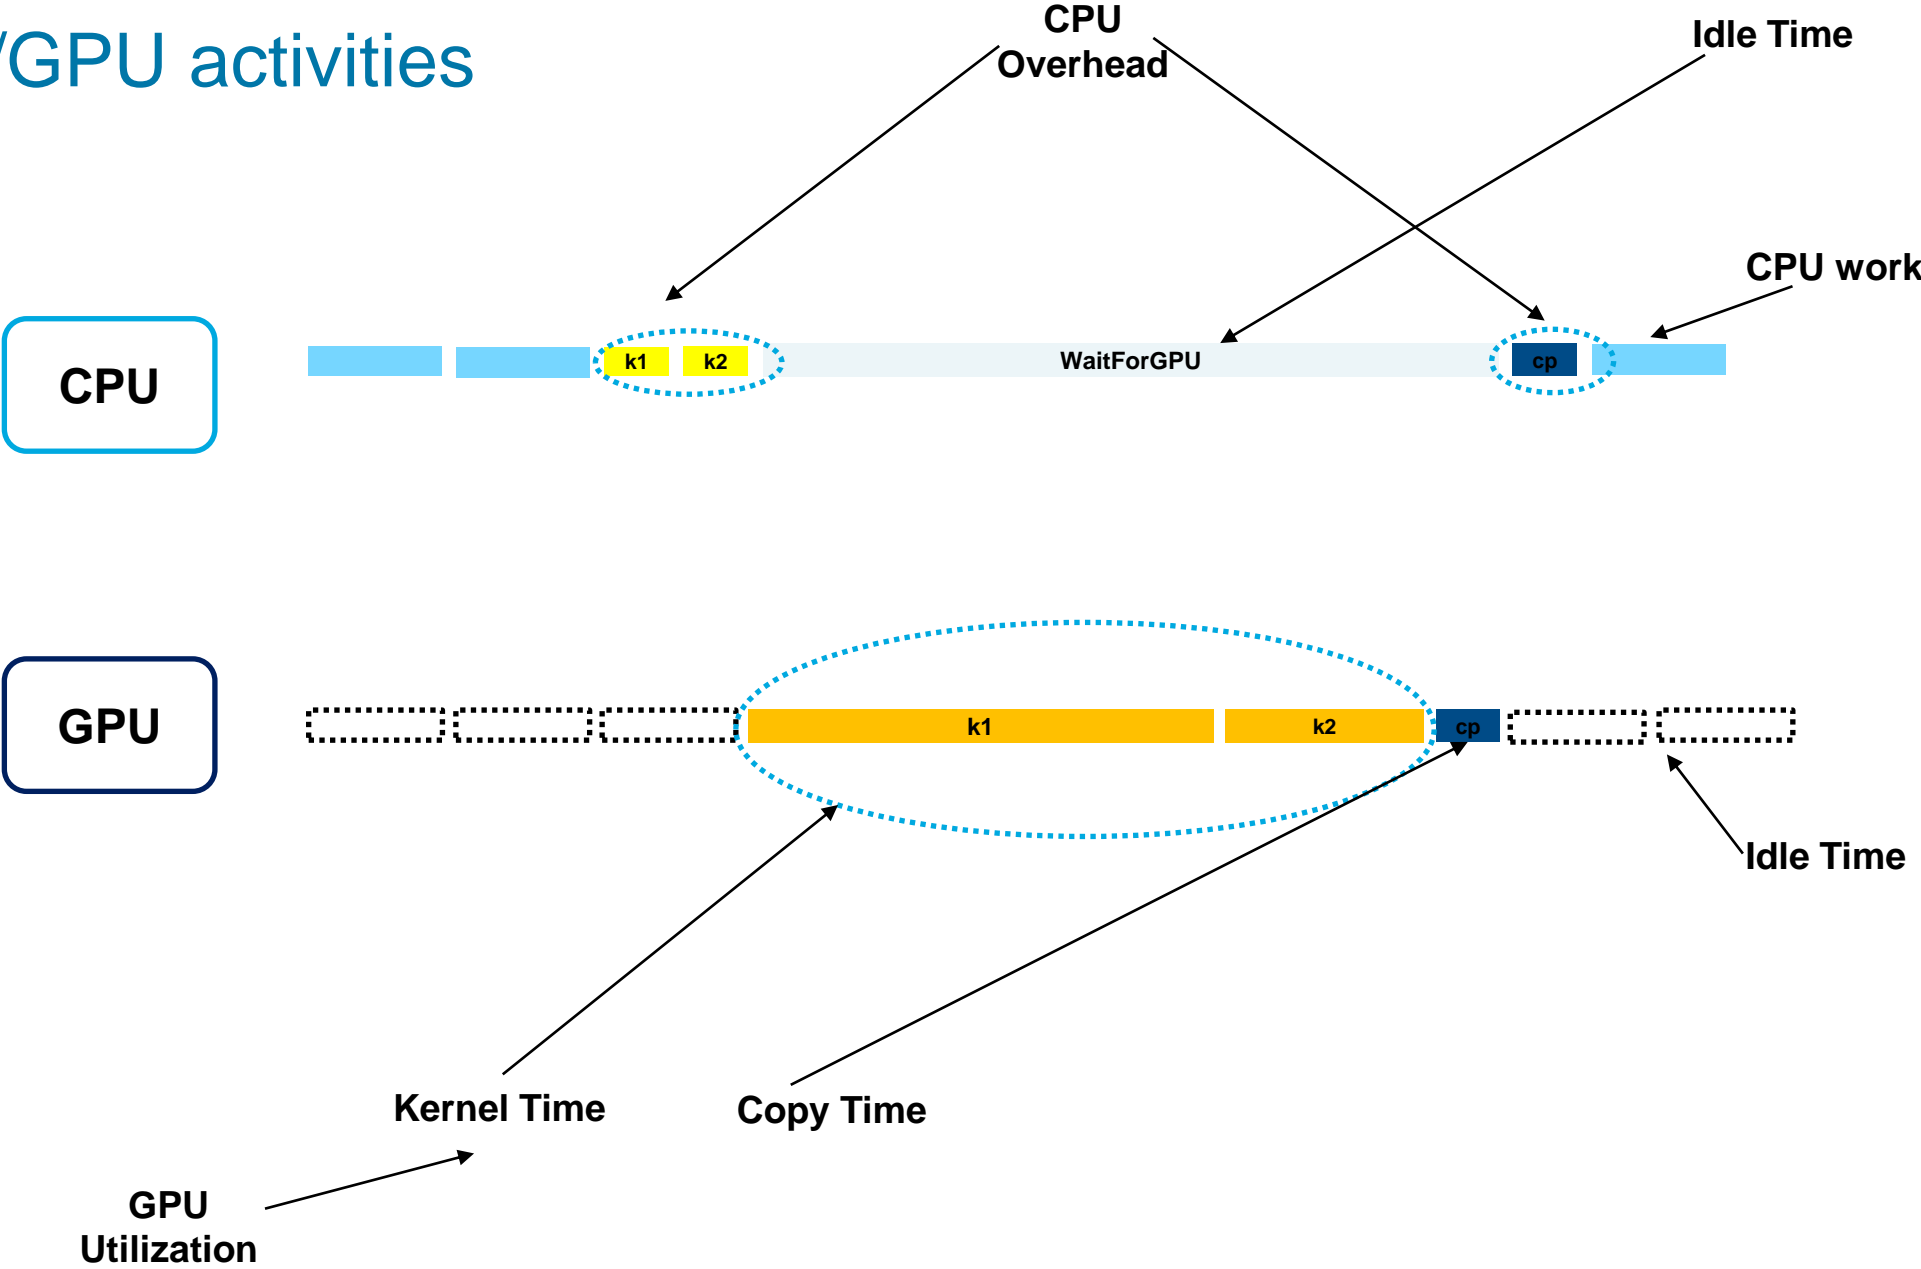 /GPU activities
CPU
Overhead
Idle Time
CPU work
CPU
k1
k2
WaitForGPU
cp
GPU
k1
k2
cp
Idle Time
Kernel Time
Copy Time
GPU
Utilization